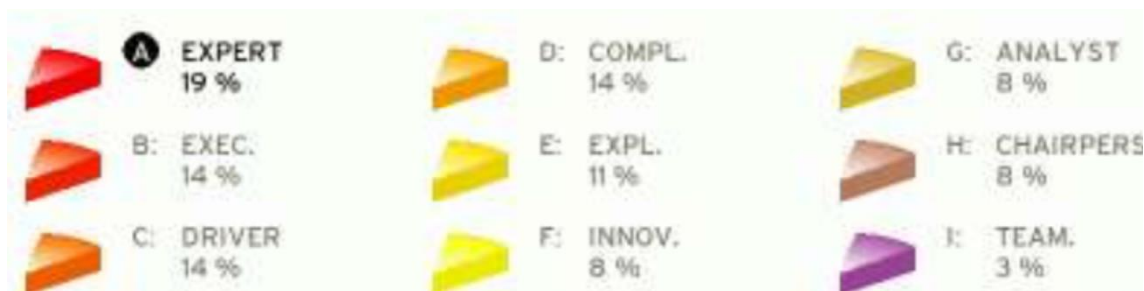 A EXPERT
19 %
B: EXEC.
14 %
C: DRIVER
14 %
D: COMPL.
14 %
E: EXPL.
11 %
F: INNOV.
8 %
G: ANALYST
8 %
H: CHAIRPERS
8 %
I: TEAM.
3 %